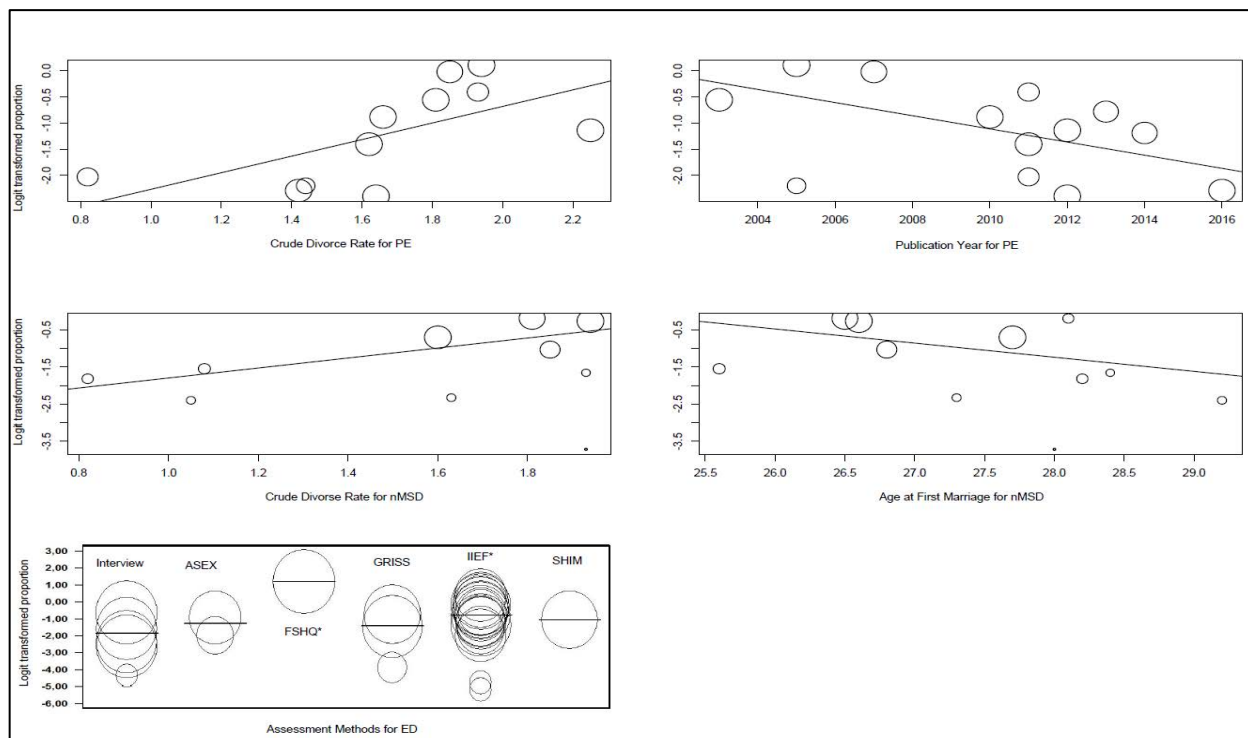 Logit transformed proportion
0.0
-0.5
-1.0
-1.5
-2.0
0.8 1.0 1.2 1.4 1.6 1.8 2.0 2.2
Crude Divorce Rate for PE
0.0
-0.5
-1.0
-1.5
-2.0
2004 2006 2008 2010 2012 2014 2016
Publication Year for PE
Logit transformed proportion
-0.5
-1.5
-2.5
-3.5
0.8 1.0 1.2 1.4 1.6 1.8
Crude Divorse Rate for nMSD
-0.5
-1.5
-2.5
-3.5
25.5 26.0 26.5 27.0 27.5 28.0 28.5 29.0
Age at First Marriage for nMSD
Logit transformed proportion
3,00
2,00
1,00
0,00
-1,00
-2,00
-3,00
-4,00
-5,00
-6,00
Interview ASEX FSHQ* GRISS IIEF* SHIM
Assessment Methods for ED